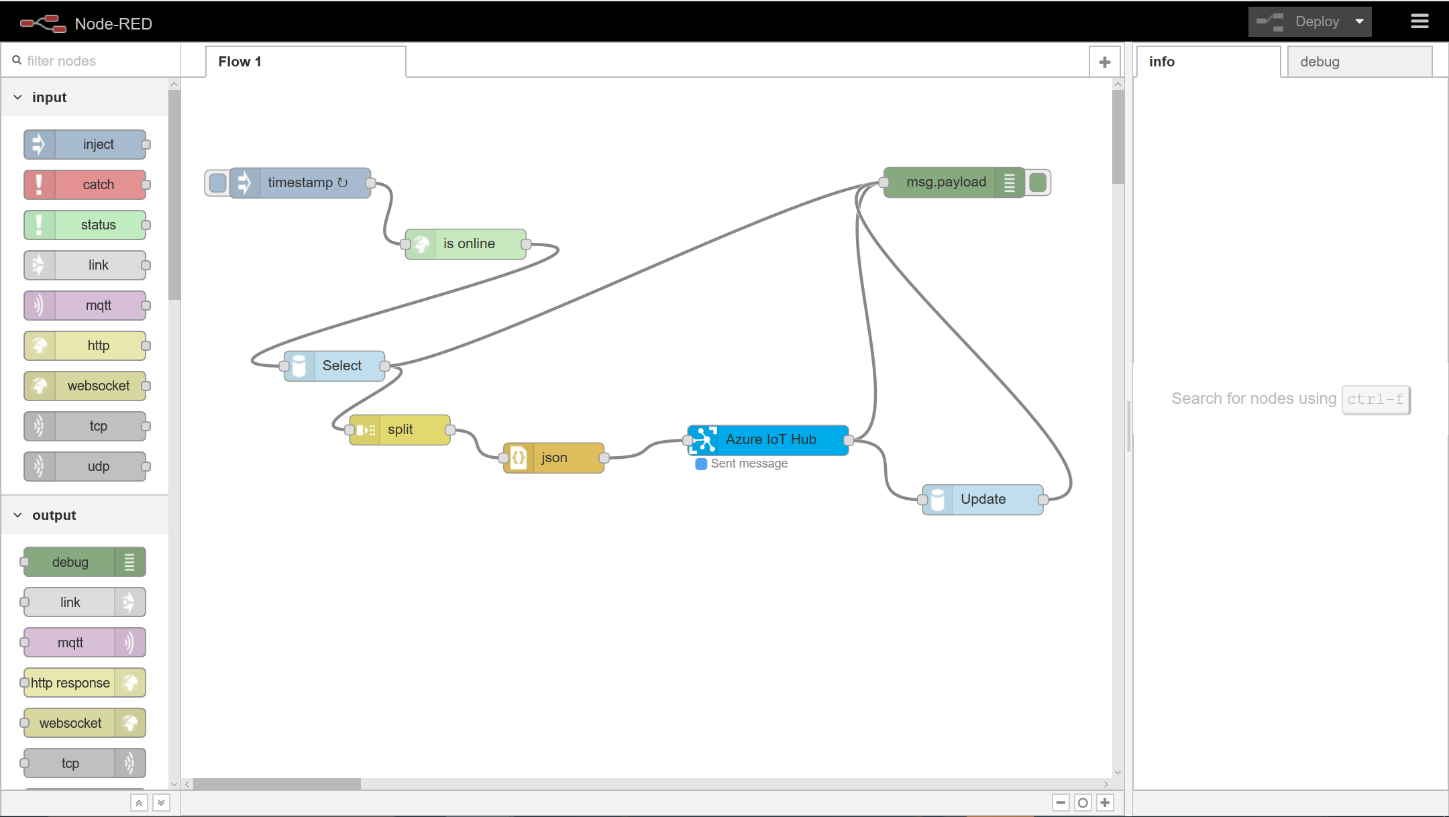 Node-RED
Deploy
filter nodes
Flow 1
info
debug
input
inject
catch
status
link
mqtt
http
websocket
tcp
udp
output
debug
link
mqtt
http response
websocket
tcp
timestamp ↻
msg.payload
is online
Select
split
json
Azure IoT Hub
Sent message
Update
Search for nodes using ctrl-f